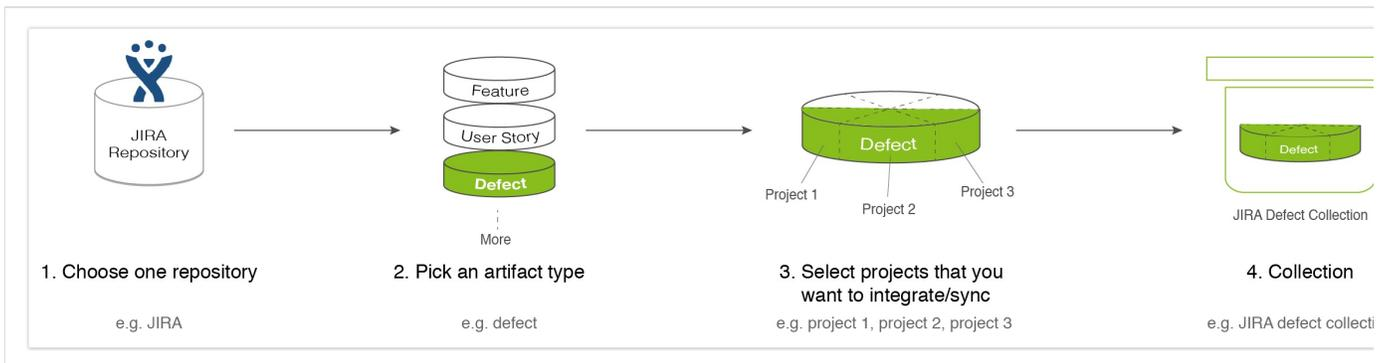 JIRA
Repository
Feature
User Story
Defect
More
Defect
Project 1
Project 2
Project 3
Defect
JIRA Defect Collection
1. Choose one repository
2. Pick an artifact type
3. Select projects that you
want to integrate/sync
4. Collection
e.g. JIRA
e.g. defect
e.g. project 1, project 2, project 3
e.g. JIRA defect